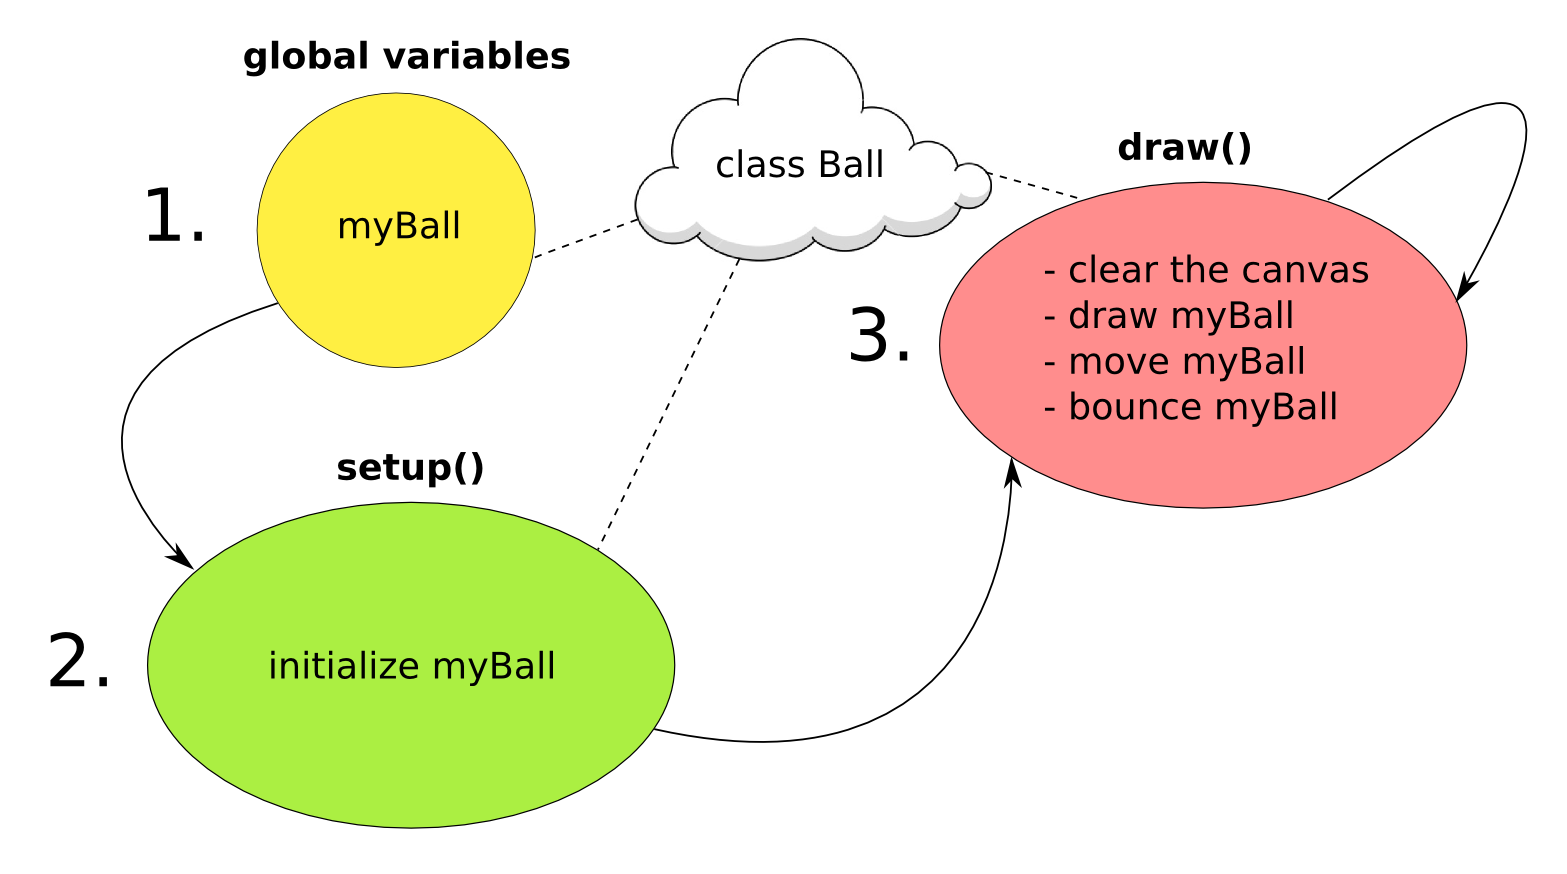 global variables
1.
myBall
class Ball
setup()
2.
initialize myBall
draw()
3.
- clear the canvas
- draw myBall
- move myBall
- bounce myBall